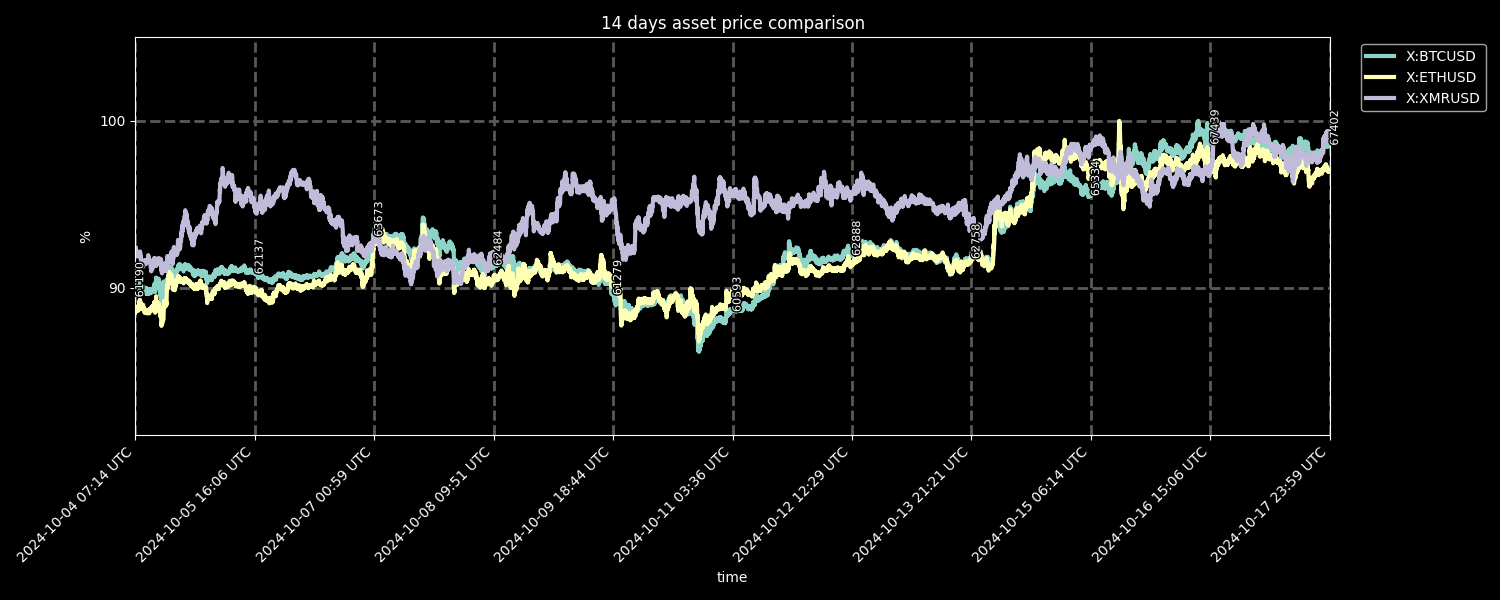 14 days asset price comparison
X:BTCUSD
X:ETHUSD
X:XMRUSD
%
100
90
61190
62137
63673
62484
61279
60593
62888
62758
65334
67439
67402
2024-10-04 07:14 UTC
2024-10-05 16:06 UTC
2024-10-07 00:59 UTC
2024-10-08 09:51 UTC
2024-10-09 18:44 UTC
2024-10-11 03:36 UTC
2024-10-12 12:29 UTC
2024-10-13 21:21 UTC
2024-10-15 06:14 UTC
2024-10-16 15:06 UTC
2024-10-17 23:59 UTC
time